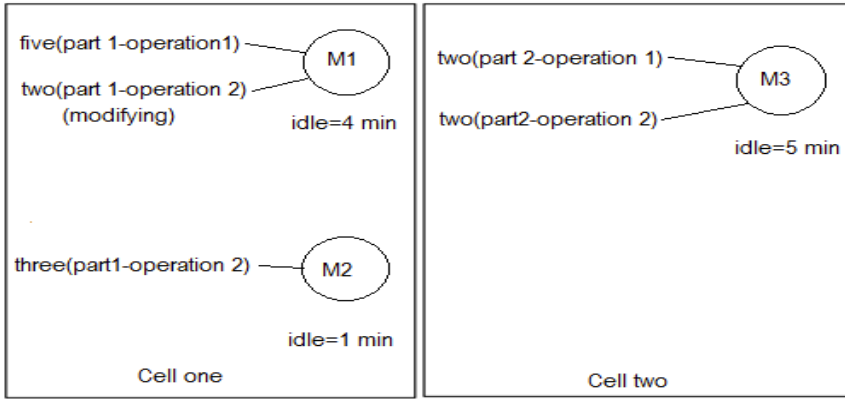 five(part 1-operation1)
M1
two(part 1-operation 2)
(modifying)
idle=4 min
three(part1-operation 2)
M2
idle=1 min
Cell one
two(part 2-operation 1)
M3
two(part2-operation 2)
idle=5 min
Cell two